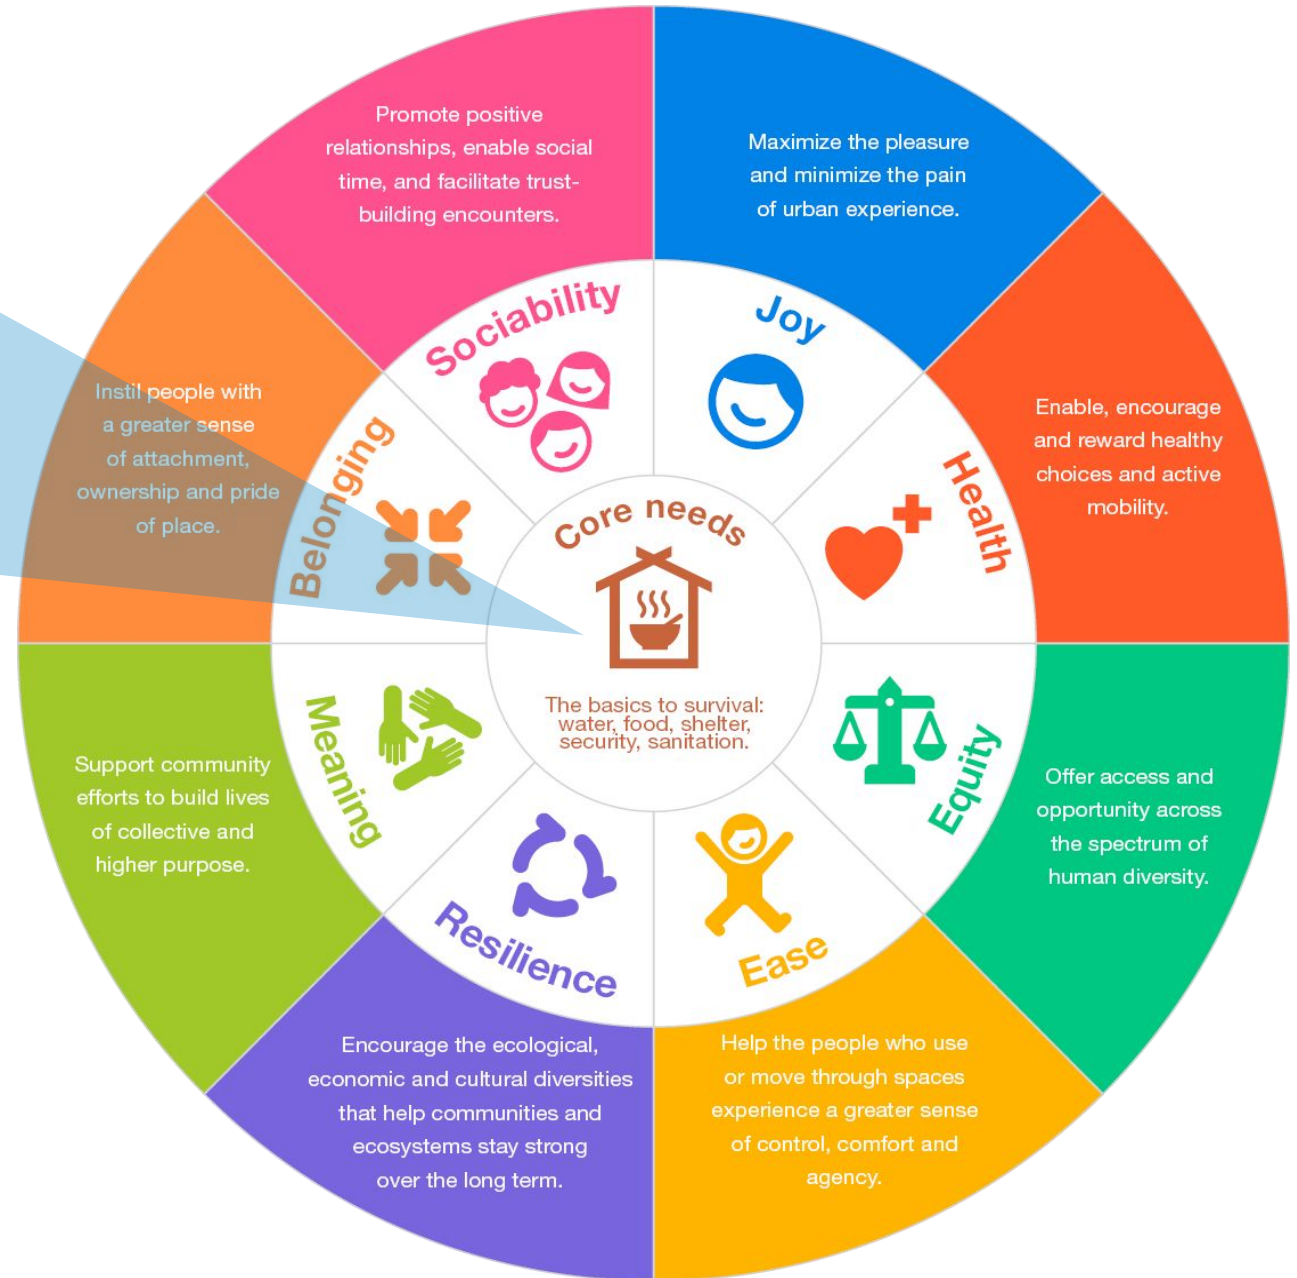 Promote positive
relationships, enable social
time, and facilitate trust-
building encounters.
Sociability
Maximize the pleasure
and minimize the pain
of urban experience.
Joy
Enable, encourage
and reward healthy
choices and active
mobility.
Health
Offer access and
opportunity across
the spectrum of
human diversity.
Equity
Help the people who use
or move through spaces
experience a greater sense
of control, comfort and
agency.
Ease
Encourage the ecological,
economic and cultural diversities
that help communities and
ecosystems stay strong
over the long term.
Resilience
Support community
efforts to build lives
of collective and
higher purpose.
Meaning
Instil people with
a greater sense
of attachment,
ownership and pride
of place.
Belonging
Core needs
The basics to survival:
water, food, shelter,
security, sanitation.